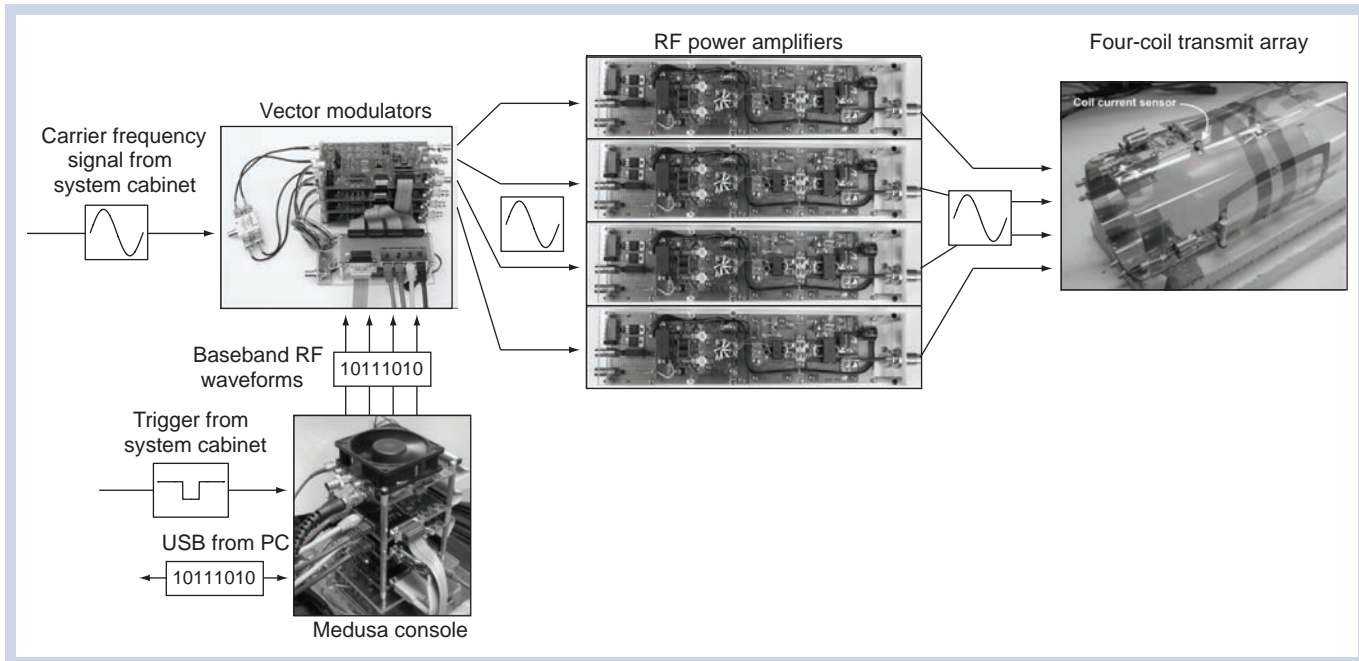 RF power amplifiers
Four-coil transmit array
Vector modulators
Coil current sensor
Carrier frequency
signal from
system cabinet
Baseband RF
waveforms
10111010
Trigger from
system cabinet
USB from PC
10111010
Medusa console